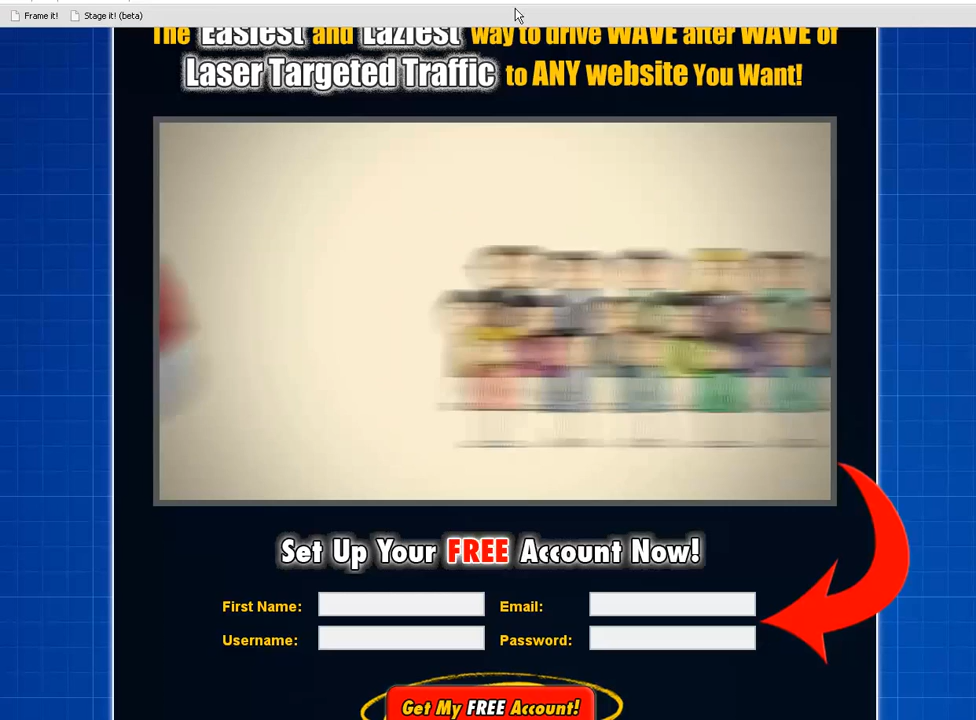 Frame it! Stage it! (beta)
The Easiest and Laziest way to drive WAVE after WAVE of
Laser Targeted Traffic to ANY website You Want!
Set Up Your FREE Account Now!
First Name: Email:
Username: Password:
Get My FREE Account!